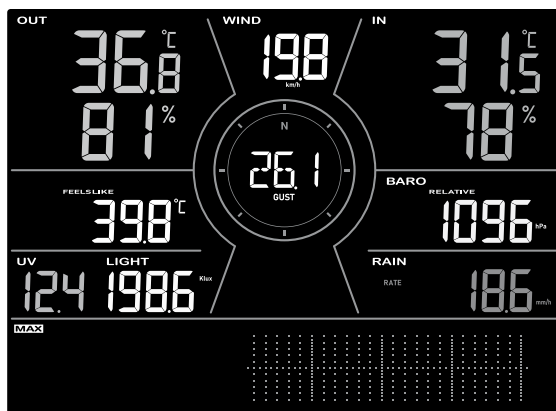 OUT
36.8 °C
81 %
WIND
19.8
km/h
IN
31.5 °C
78 %
N
26.1
GUST
FEELSLIKE
39.8 °C
BARO
RELATIVE
1096 hPa
UV
12.4
LIGHT
198.6 Klux
RAIN
RATE
18.6 mm/h
MAX